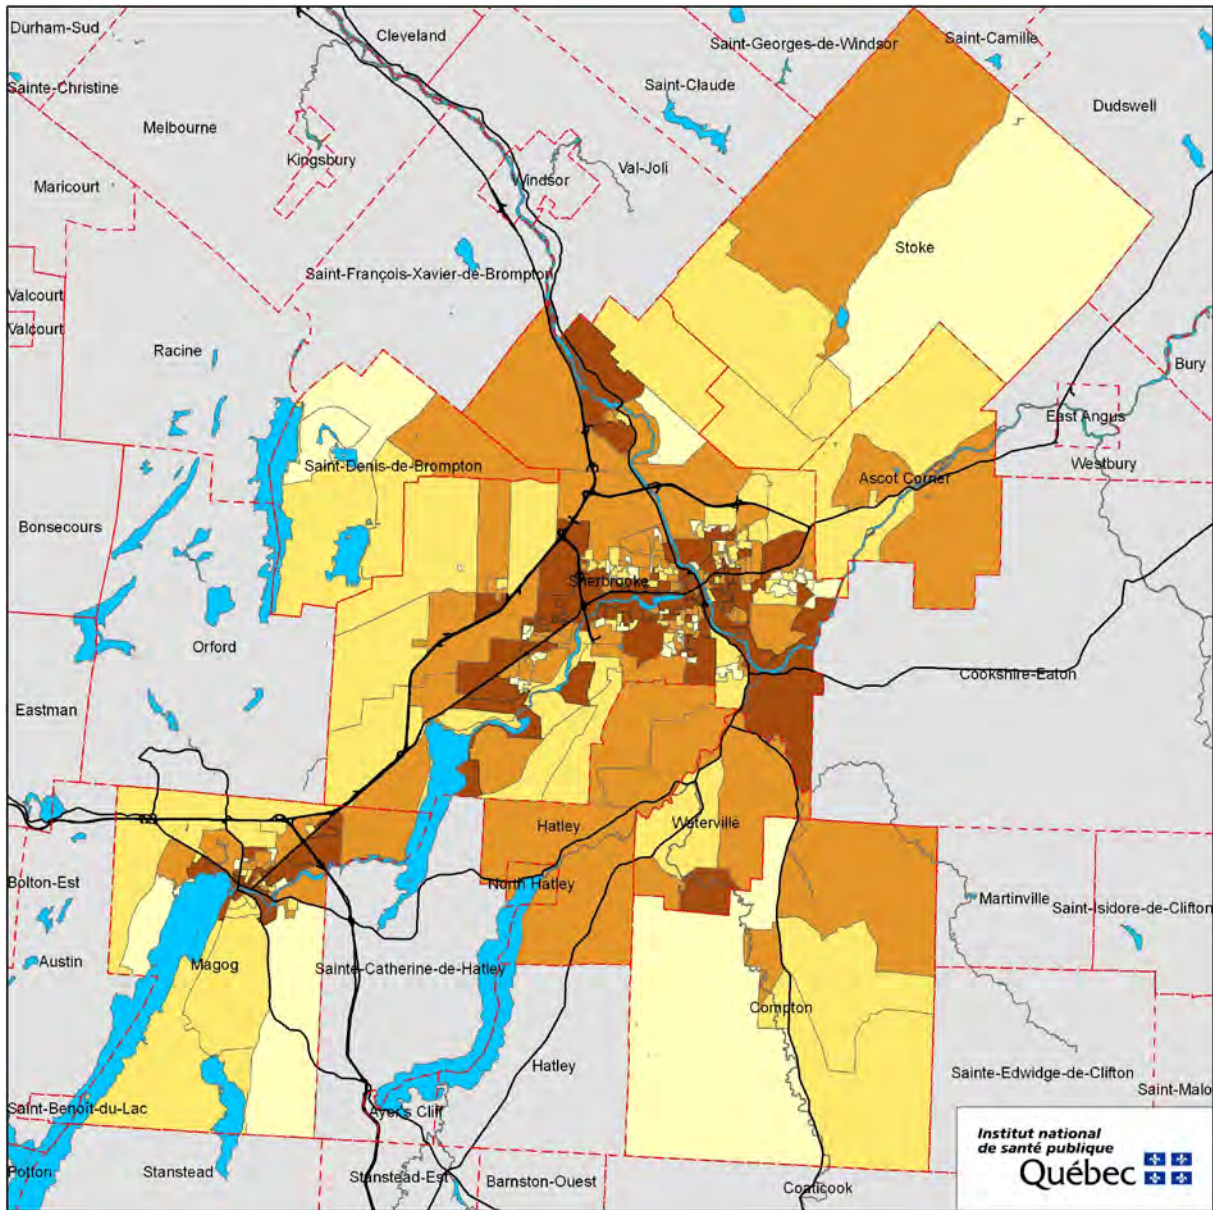 Durham-Sud
Cleveland
Saint-Georges-de-Windsor
Saint-Camille
Sainte-Christine
Saint-Claude
Dudswell
Melbourne
Kingsbury
Val-Joli
Windsor
Maricourt
Stoke
Saint-François-Xavier-de-Brompton
Valcourt
Valcourt
Racine
Bury
East Angus
Saint-Denis-de-Brompton
Westbury
Ascot Corner
Bonsecours
Sherbrooke
Orford
Cookshire-Eaton
Eastman
Hatley
Waterville
Bolton-Est
North Hatley
Martinville
Saint-Isidore-de-Clifton
Austin
Magog
Sainte-Catherine-de-Hatley
Compton
Hatley
Sainte-Edwidge-de-Clifton
Saint-Malo
Saint-Benoît-du-Lac
Ayer's Cliff
Potton
Stanstead
Stanstead-Est
Barnston-Ouest
Coaticook
Institut national
de santé publique
Québec